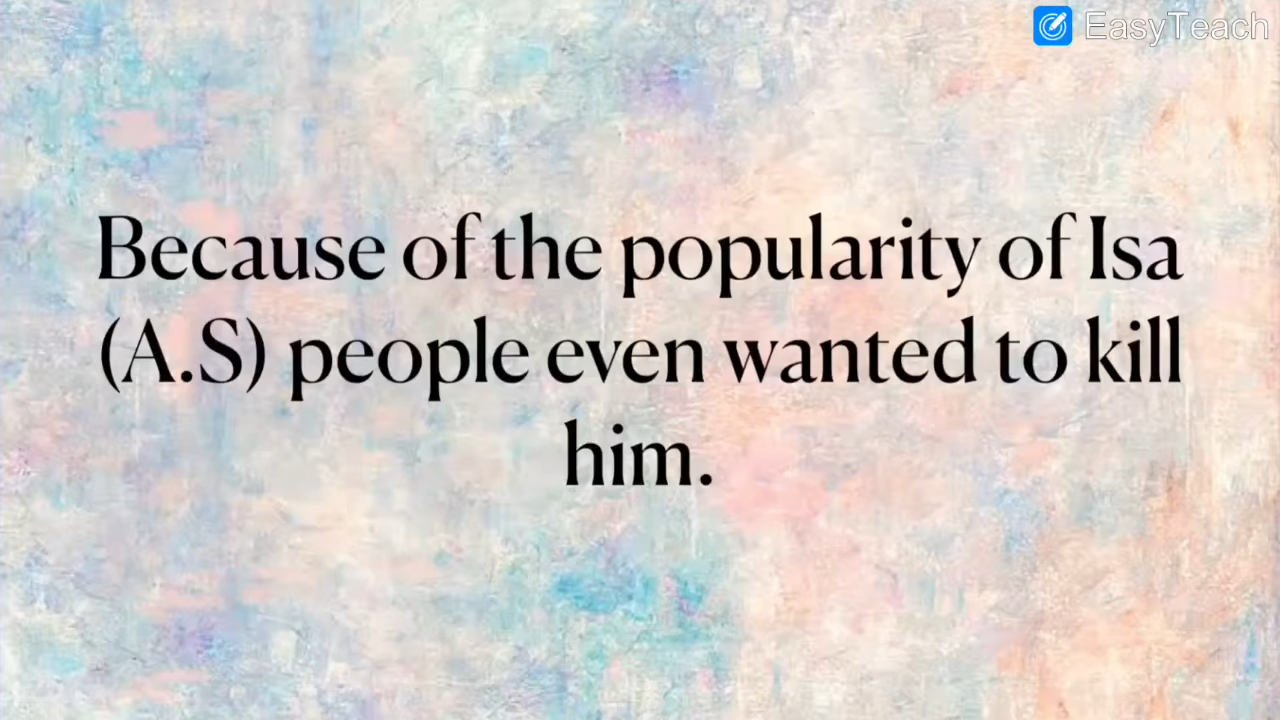 EasyTeach
Because of the popularity of Isa
(A.S) people even wanted to kill
him.